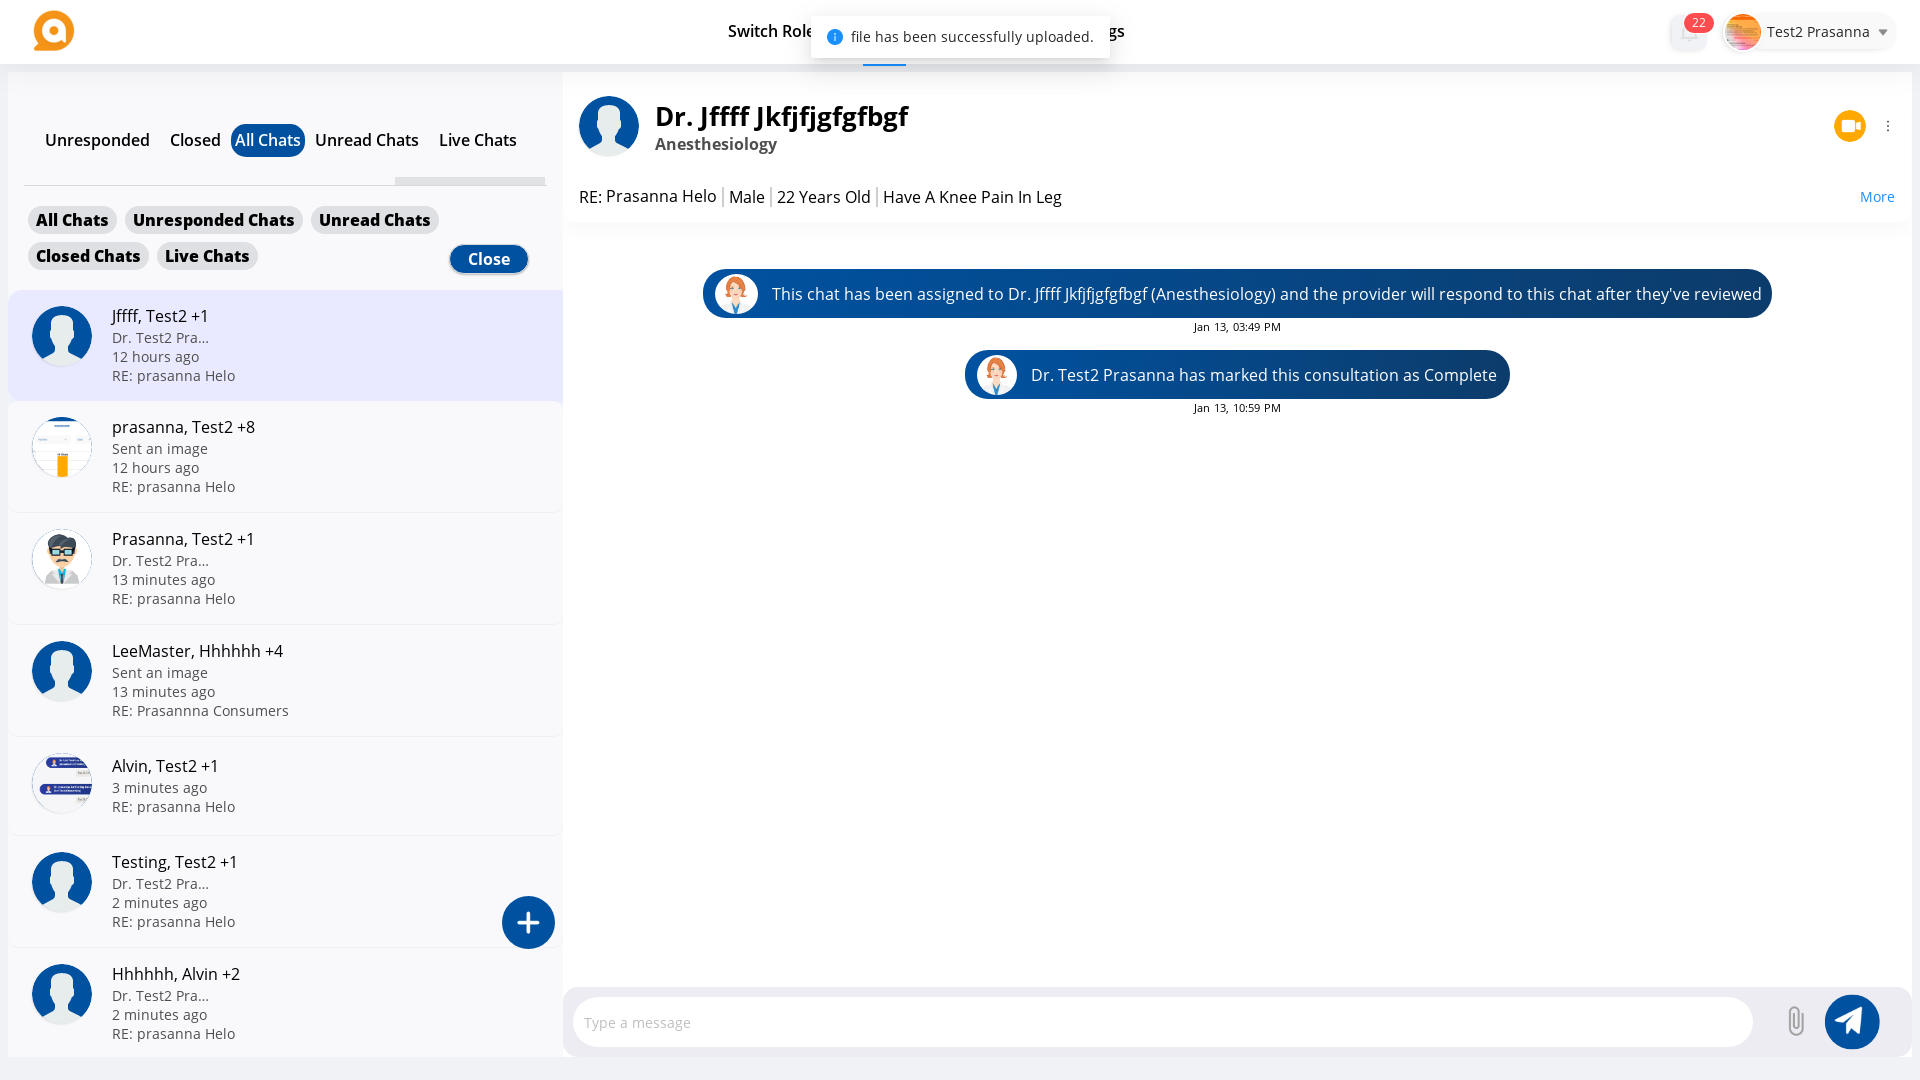 Switch Role
file has been successfully uploaded.
gs
22
Test2 Prasanna
Unresponded Closed All Chats Unread Chats Live Chats
All Chats Unresponded Chats Unread Chats
Closed Chats Live Chats Close
Jffff, Test2 +1
Dr. Test2 Pra...
12 hours ago
RE: prasanna Helo
prasanna, Test2 +8
Sent an image
12 hours ago
RE: prasanna Helo
Prasanna, Test2 +1
Dr. Test2 Pra...
13 minutes ago
RE: prasanna Helo
LeeMaster, Hhhhhh +4
Sent an image
13 minutes ago
RE: Prasannna Consumers
Alvin, Test2 +1
3 minutes ago
RE: prasanna Helo
Testing, Test2 +1
Dr. Test2 Pra...
2 minutes ago
RE: prasanna Helo
Hhhhhh, Alvin +2
Dr. Test2 Pra...
2 minutes ago
RE: prasanna Helo
Dr. Jffff Jkfjfjgfgfbgf
Anesthesiology
RE: Prasanna Helo Male 22 Years Old Have A Knee Pain In Leg More
This chat has been assigned to Dr. Jffff Jkfjfjgfgfbgf (Anesthesiology) and the provider will respond to this chat after they've reviewed
Jan 13, 03:49 PM
Dr. Test2 Prasanna has marked this consultation as Complete
Jan 13, 10:59 PM
Type a message